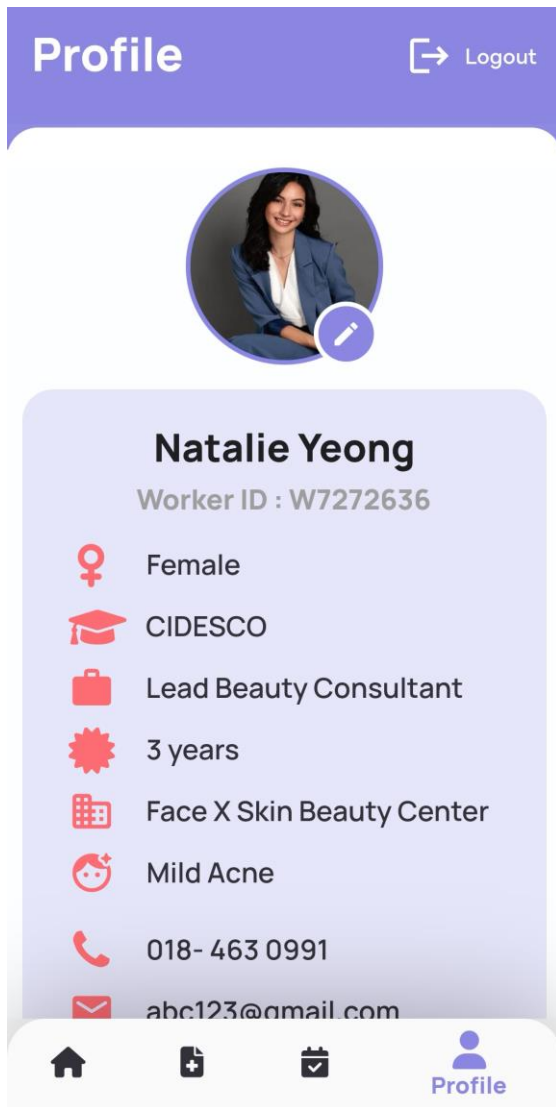 Profile
Logout
Natalie Yeong
Worker ID : W7272636
Female
CIDESCO
Lead Beauty Consultant
3 years
Face X Skin Beauty Center
Mild Acne
018- 463 0991
abc123@gmail.com
Profile